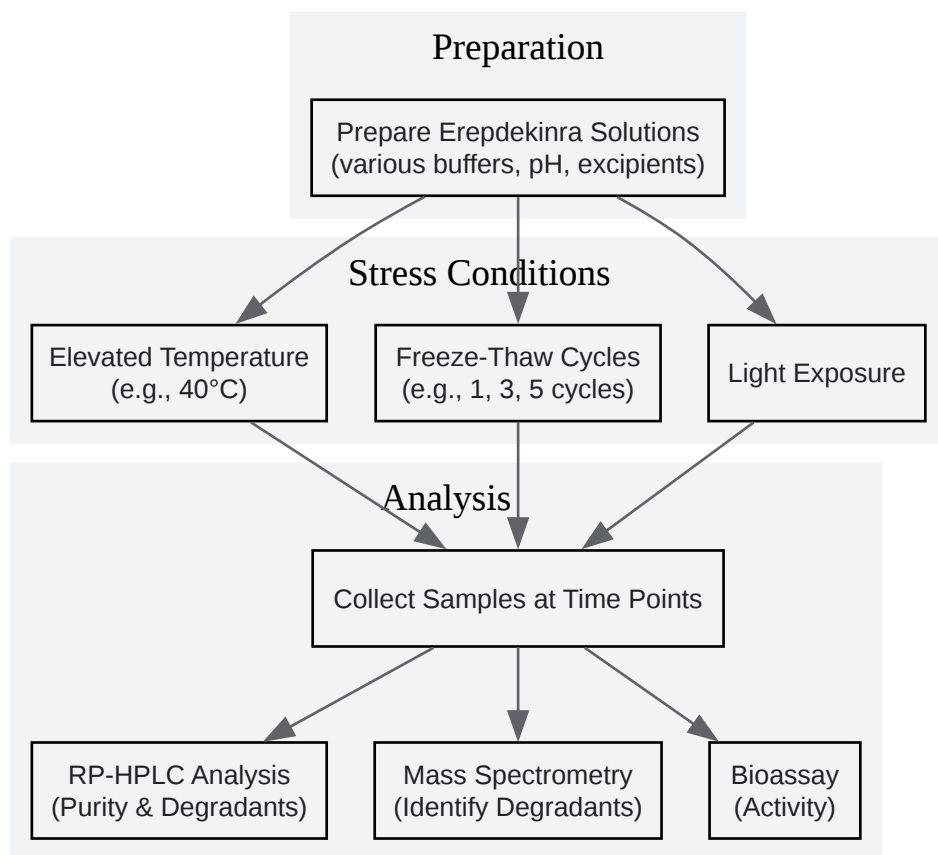 Preparation
Prepare Erepdekinra Solutions
(various buffers, pH, excipients)
Stress Conditions
Elevated Temperature
(e.g., 40°C)
Freeze-Thaw Cycles
(e.g., 1, 3, 5 cycles)
Light Exposure
Analysis
Collect Samples at Time Points
RP-HPLC Analysis
(Purity & Degradants)
Mass Spectrometry
(Identify Degradants)
Bioassay
(Activity)